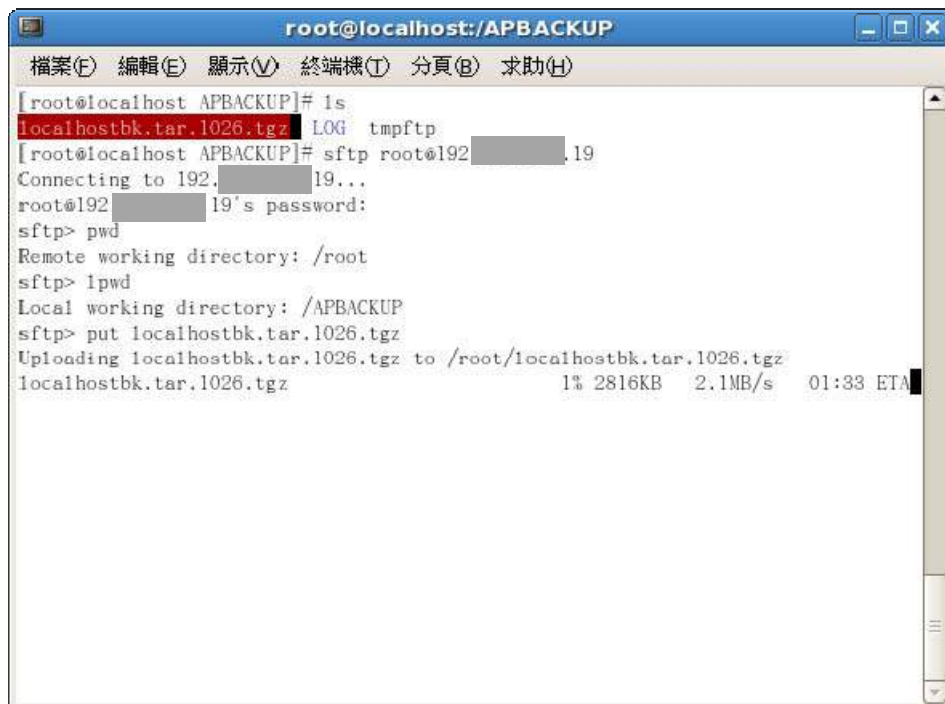 root@localhost:/APBACKUP
檔案(F) 編輯(E) 顯示(V) 終端機(T) 分頁(B) 求助(H)
[root@localhost APBACKUP]# ls
localhostbk.tar.1026.tgz LOG tmpftp
[root@localhost APBACKUP]# sftp root@192 .19
Connecting to 192. 19...
root@192 19's password:
sftp> pwd
Remote working directory: /root
sftp> lpwd
Local working directory: /APBACKUP
sftp> put localhostbk.tar.1026.tgz
Uploading localhostbk.tar.1026.tgz to /root/localhostbk.tar.1026.tgz
localhostbk.tar.1026.tgz 1% 2816KB 2.1MB/s 01:33 ETA